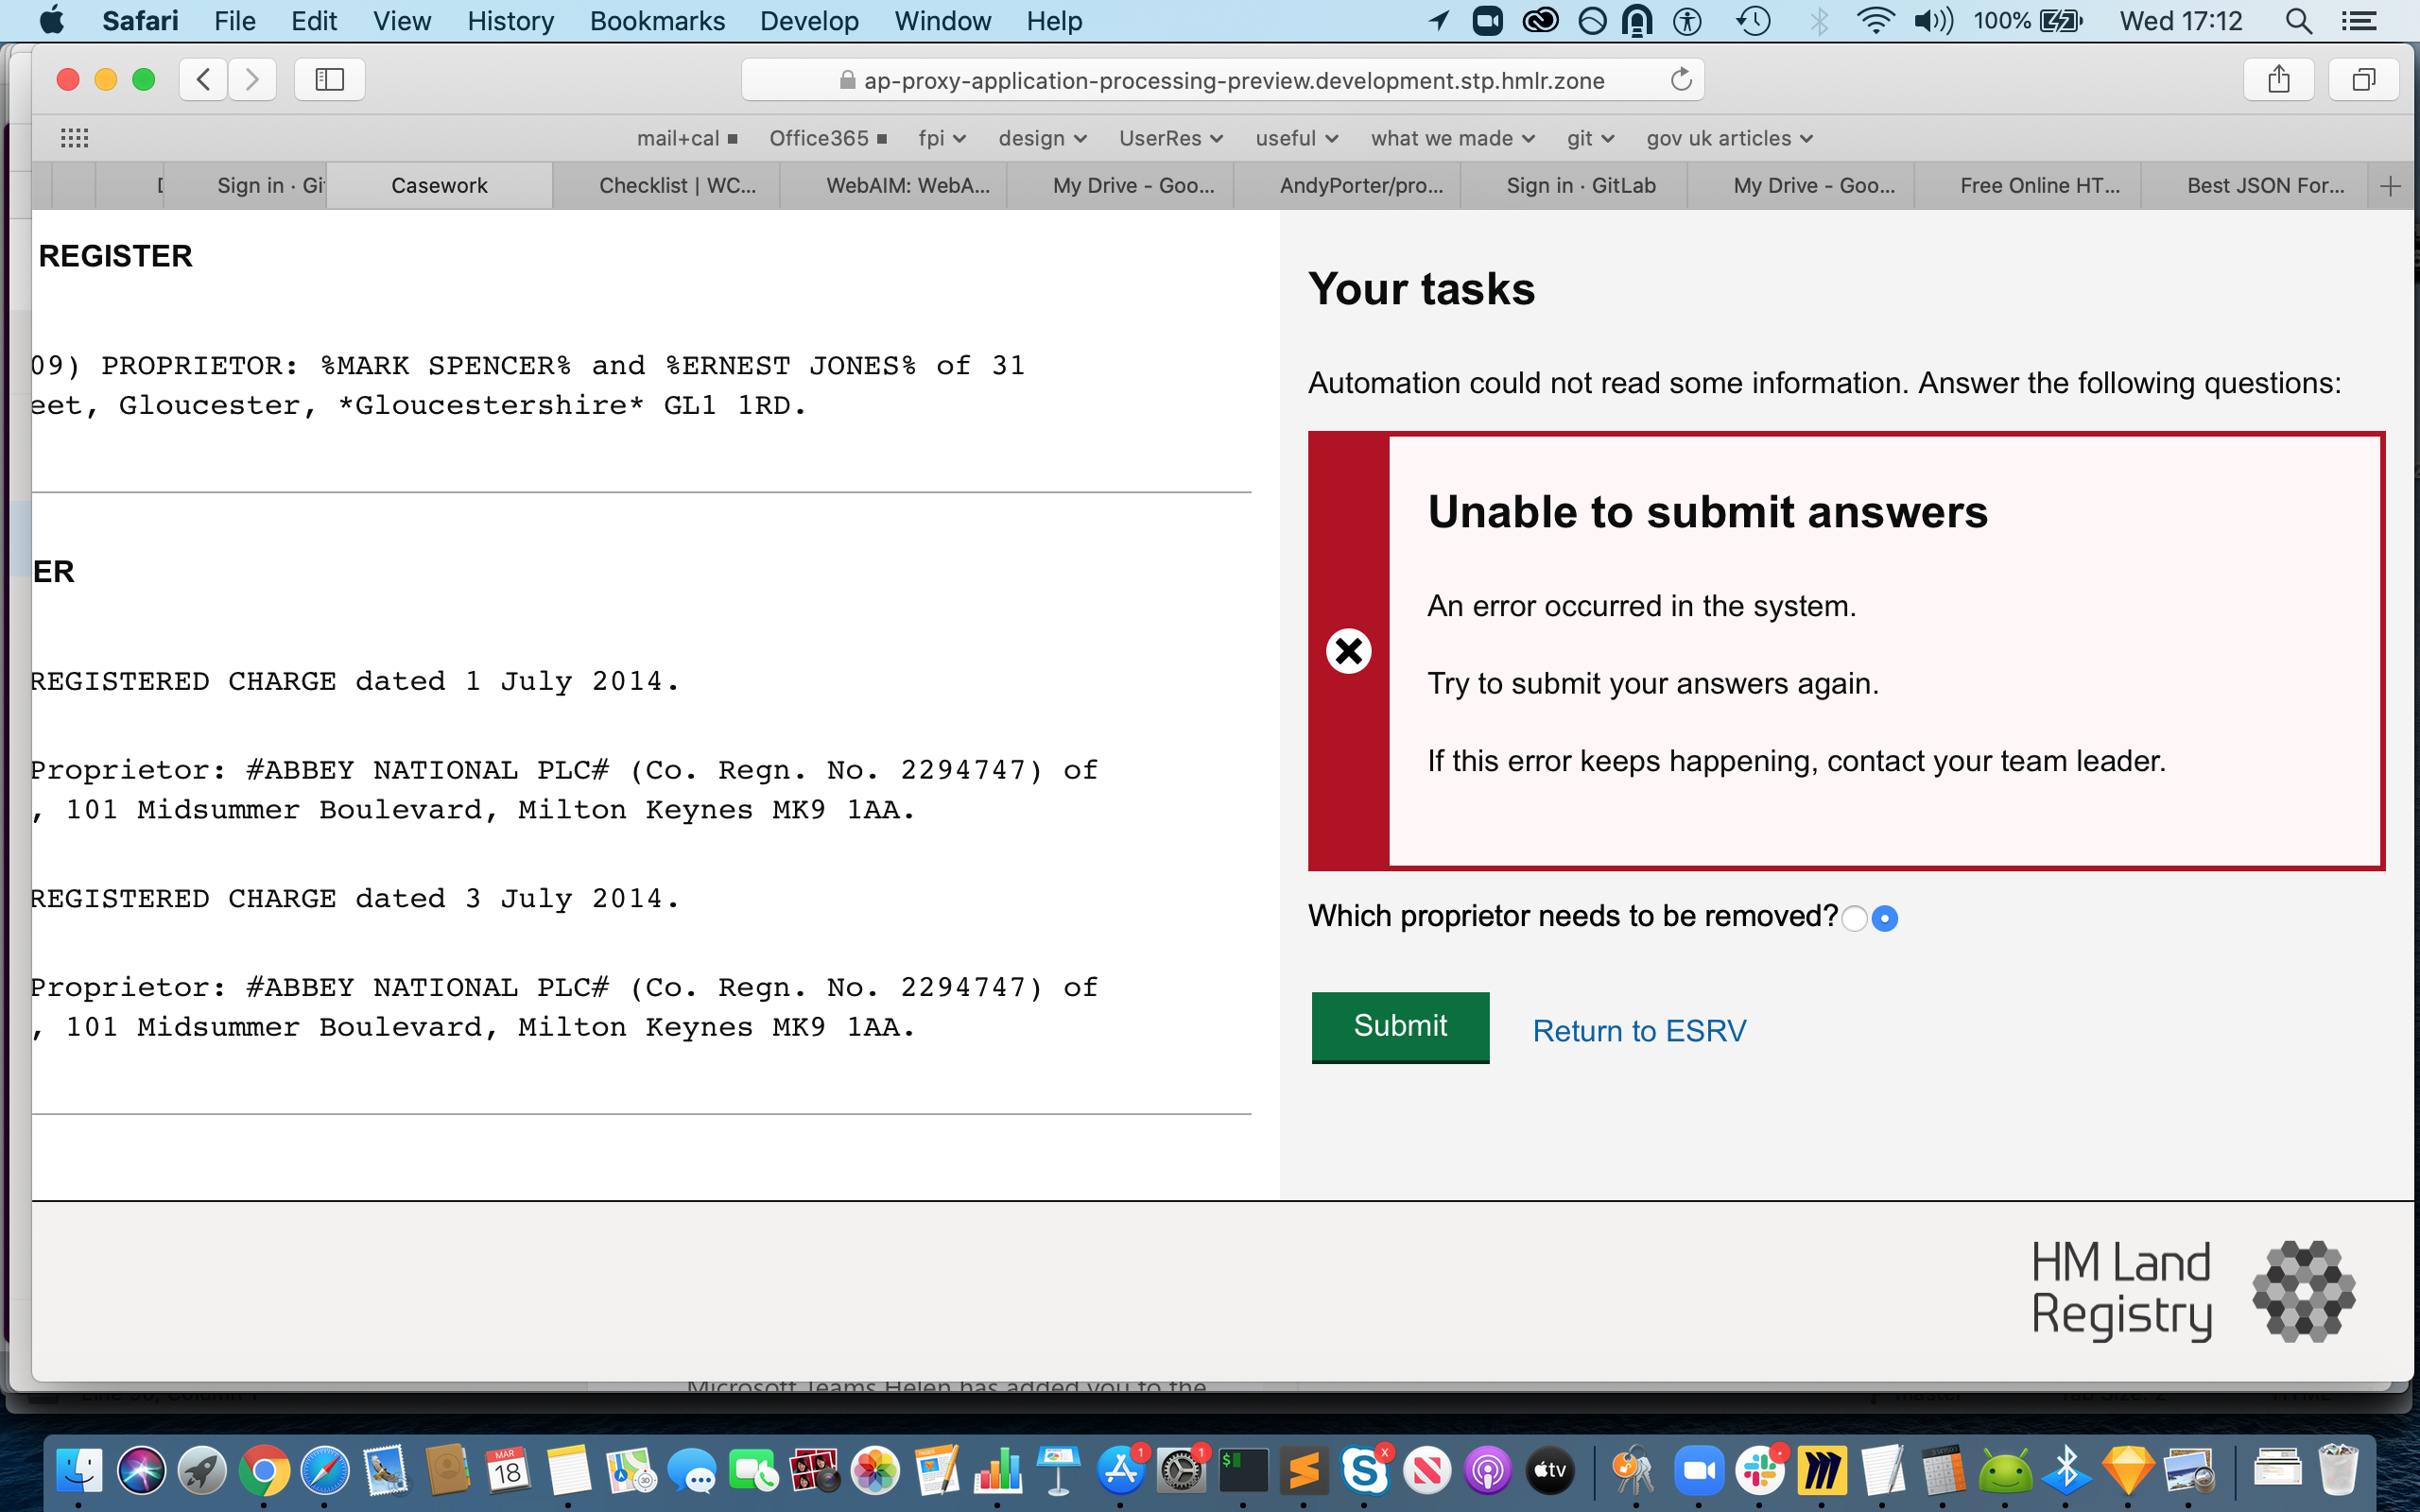 Safari File Edit View History Bookmarks Develop Window Help 100% Wed 17:12
ap-proxy-application-processing-preview.development.stp.hmlr.zone
mail+cal Office365 fpi design UserRes useful what we made git gov uk articles
Sign in · Gi Casework Checklist | WC... WebAIM: WebA... My Drive - Goo... AndyPorter/pro... Sign in · GitLab My Drive - Goo... Free Online HT... Best JSON For...
REGISTER
09) PROPRIETOR: %MARK SPENCER% and %ERNEST JONES% of 31
eet, Gloucester, *Gloucestershire* GL1 1RD.
ER
REGISTERED CHARGE dated 1 July 2014.
Proprietor: #ABBEY NATIONAL PLC# (Co. Regn. No. 2294747) of
, 101 Midsummer Boulevard, Milton Keynes MK9 1AA.
REGISTERED CHARGE dated 3 July 2014.
Proprietor: #ABBEY NATIONAL PLC# (Co. Regn. No. 2294747) of
, 101 Midsummer Boulevard, Milton Keynes MK9 1AA.
Your tasks
Automation could not read some information. Answer the following questions:
Unable to submit answers
An error occurred in the system.
Try to submit your answers again.
If this error keeps happening, contact your team leader.
Which proprietor needs to be removed?
Submit Return to ESRV
HM Land
Registry
Microsoft Teams Helen has added you to the
MAR
18
1
1
tv